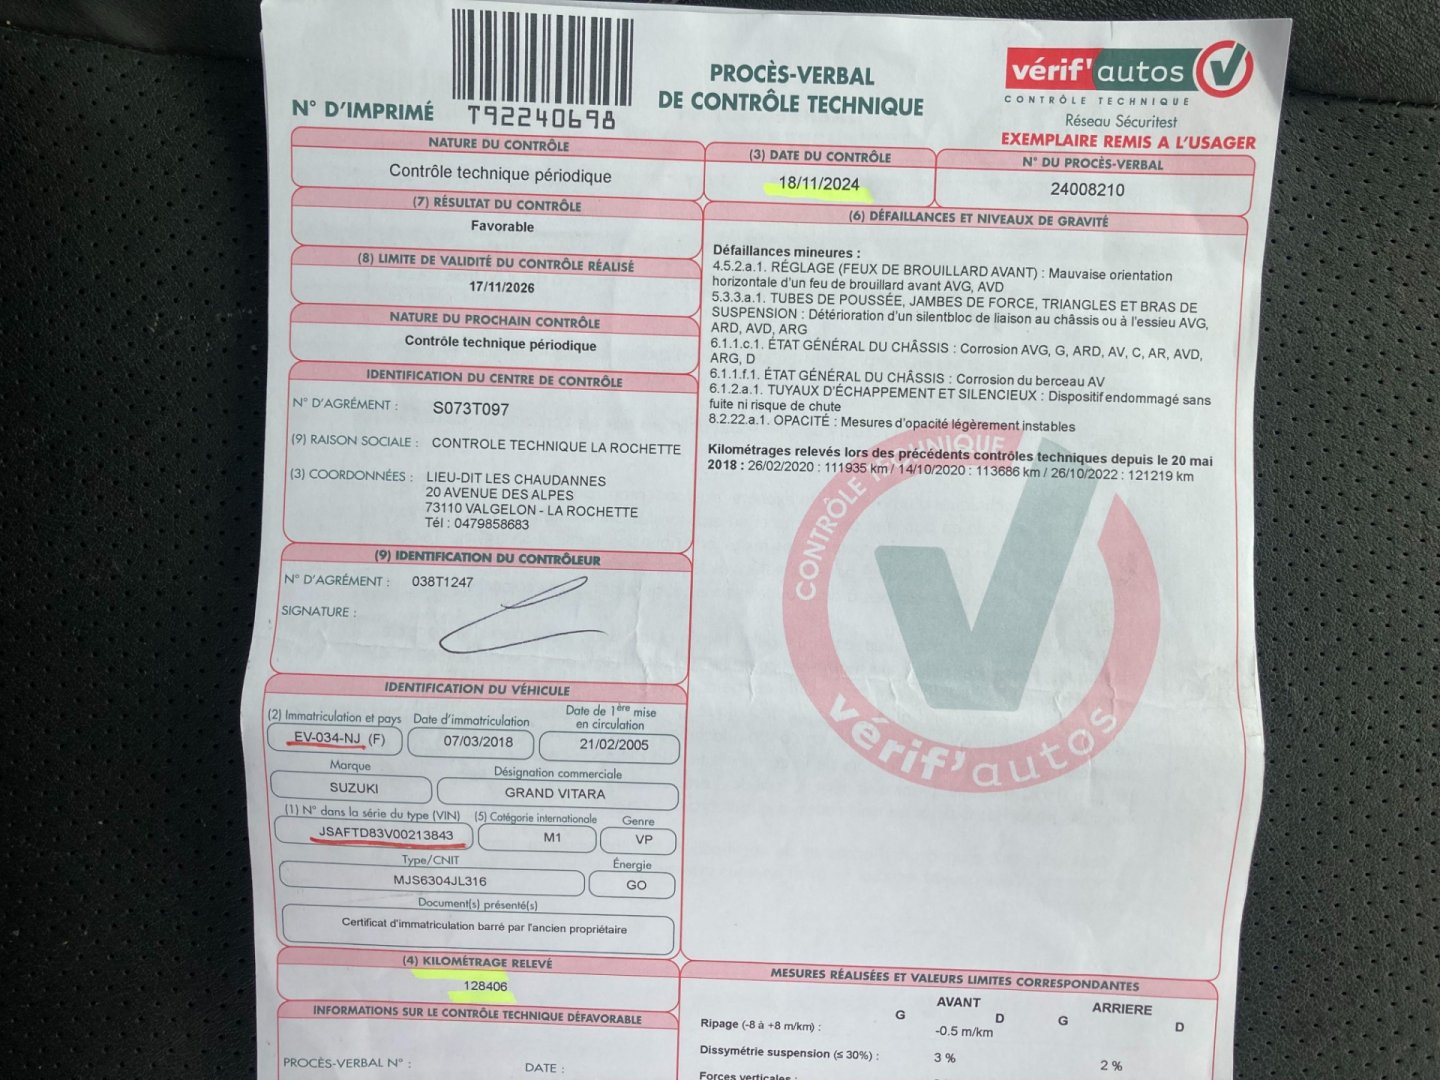 N° D'IMPRIMÉ
T92240698
PROCÈS-VERBAL
DE CONTRÔLE TECHNIQUE
vérif'autos
CONTRÔLE TECHNIQUE
Réseau Sécuritest
EXEMPLAIRE REMIS A L'USAGER
NATURE DU CONTRÔLE
Contrôle technique périodique
(3) DATE DU CONTRÔLE
18/11/2024
N° DU PROCÈS-VERBAL
24008210
(7) RÉSULTAT DU CONTRÔLE
Favorable
(8) LIMITE DE VALIDITÉ DU CONTRÔLE RÉALISÉ
17/11/2026
NATURE DU PROCHAIN CONTRÔLE
Contrôle technique périodique
IDENTIFICATION DU CENTRE DE CONTRÔLE
N° D'AGRÉMENT : S073T097
(9) RAISON SOCIALE : CONTROLE TECHNIQUE LA ROCHETTE
(3) COORDONNÉES : LIEU-DIT LES CHAUDANNES
20 AVENUE DES ALPES
73110 VALGELON - LA ROCHETTE
Tél : 0479858683
(9) IDENTIFICATION DU CONTRÔLEUR
N° D'AGRÉMENT : 038T1247
SIGNATURE :
(6) DÉFAILLANCES ET NIVEAUX DE GRAVITÉ
Défaillances mineures :
4.5.2.a.1. RÉGLAGE (FEUX DE BROUILLARD AVANT) : Mauvaise orientation
horizontale d'un feu de brouillard avant AVG, AVD
5.3.3.a.1. TUBES DE POUSSÉE, JAMBES DE FORCE, TRIANGLES ET BRAS DE
SUSPENSION : Détérioration d'un silentbloc de liaison au châssis ou à l'essieu AVG,
ARD, AVD, ARG
6.1.1.c.1. ÉTAT GÉNÉRAL DU CHÂSSIS : Corrosion AVG, G, ARD, AV, C, AR, AVD,
ARG, D
6.1.1.f.1. ÉTAT GÉNÉRAL DU CHÂSSIS : Corrosion du berceau AV
6.1.2.a.1. TUYAUX D'ÉCHAPPEMENT ET SILENCIEUX : Dispositif endommagé sans
fuite ni risque de chute
8.2.22.a.1. OPACITÉ : Mesures d'opacité légèrement instables
Kilométrages relevés lors des précédents contrôles techniques depuis le 20 mai
2018 : 26/02/2020 : 111935 km / 14/10/2020 : 113686 km / 26/10/2022 : 121219 km
CONTRÔLE TECHNIQUE
vérif'autos
IDENTIFICATION DU VÉHICULE
(2) Immatriculation et pays
EV-034-NJ (F)
Date d'immatriculation
07/03/2018
Date de 1ère mise
en circulation
21/02/2005
Marque
SUZUKI
Désignation commerciale
GRAND VITARA
(1) N° dans la série du type (VIN)
JSAFTD83V00213843
(5) Catégorie internationale
M1
Genre
VP
Type/CNIT
MJS6304JL316
Énergie
GO
Document(s) présenté(s)
Certificat d'immatriculation barré par l'ancien propriétaire
(4) KILOMÉTRAGE RELEVÉ
128406
INFORMATIONS SUR LE CONTRÔLE TECHNIQUE DÉFAVORABLE
PROCÈS-VERBAL N° : DATE :
MESURES RÉALISÉES ET VALEURS LIMITES CORRESPONDANTES
AVANT ARRIERE
G D G D
Ripage (-8 à +8 m/km) : -0.5 m/km
Dissymétrie suspension (≤ 30%) : 3 % 2 %
Forces verticales :